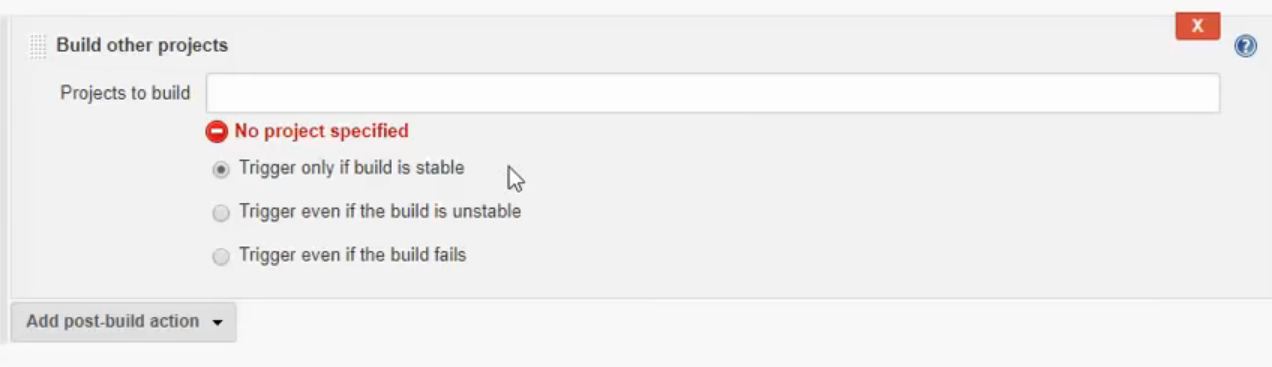 Build other projects
X
?
Projects to build
No project specified
Trigger only if build is stable
Trigger even if the build is unstable
Trigger even if the build fails
Add post-build action